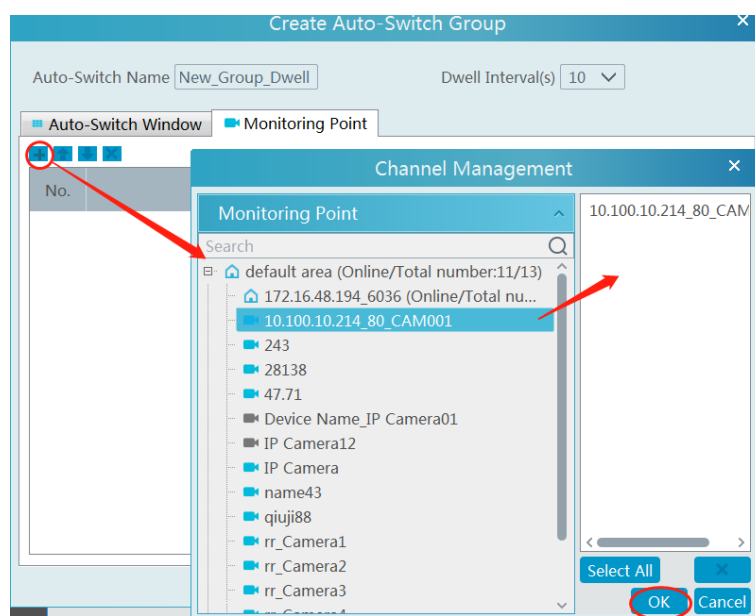 Create Auto-Switch Group
Auto-Switch Name New_Group_Dwell Dwell Interval(s) 10
Auto-Switch Window Monitoring Point
No.
Channel Management
Monitoring Point
Search
default area (Online/Total number:11/13)
172.16.48.194_6036 (Online/Total nu...
10.100.10.214_80_CAM001
243
28138
47.71
Device Name_IP Camera01
IP Camera12
IP Camera
name43
qiuji88
rr_Camera1
rr_Camera2
rr_Camera3
10.100.10.214_80_CAM
Select All
OK Cancel